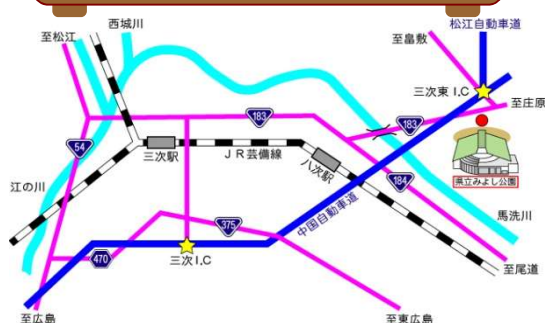 西城川
松江自動車道
至松江
至畠敷
三次東I.C
至庄原
183
183
54
三次駅
JR芸備線
八次駅
県立みよし公園
184
江の川
375
中国自動車道
馬洗川
470
三次I.C
至尾道
至広島
至東広島